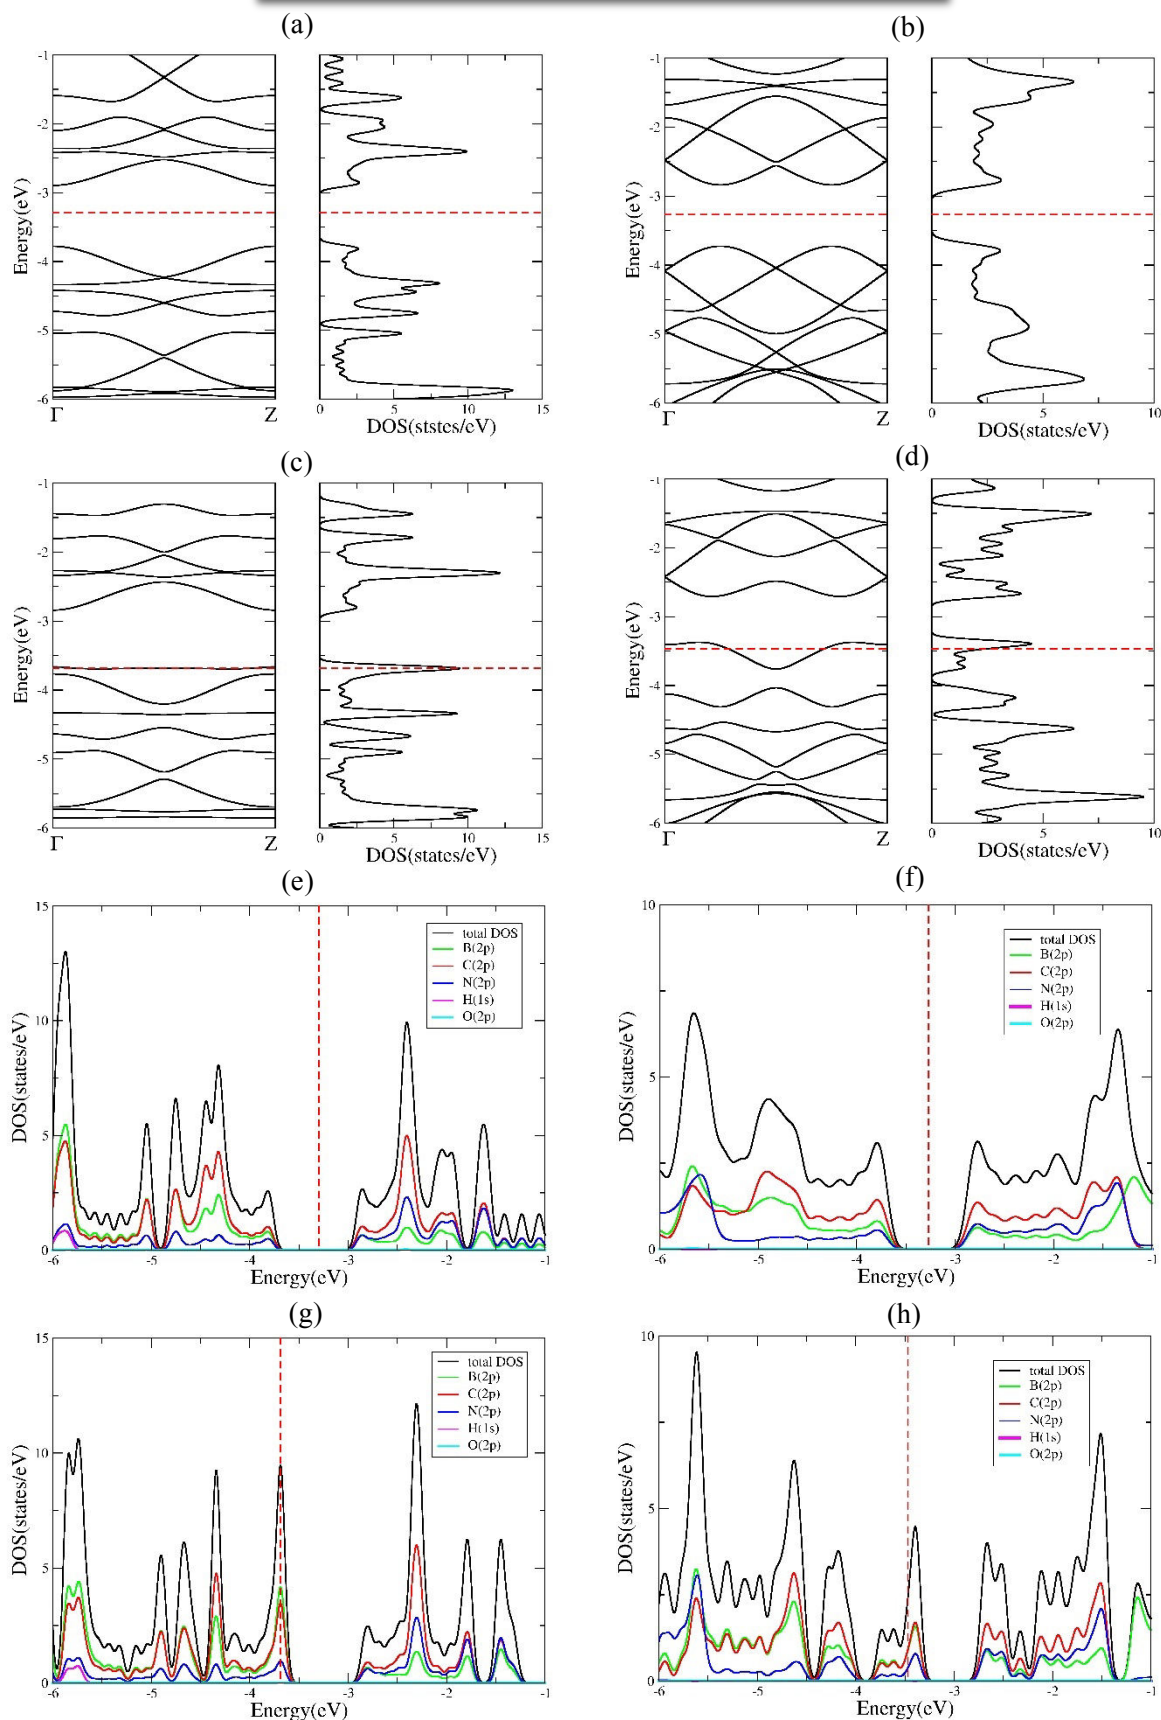 (a)
-1
-2
-3
-4
-5
-6
Energy(eV)
Γ
Z
0
5
10
15
DOS(ststcs/eV)
(b)
-1
-2
-3
-4
-5
-6
Energy(eV)
Γ
Z
0
5
10
DOS(states/eV)
(c)
-1
-2
-3
-4
-5
-6
Energy(eV)
Γ
Z
0
5
10
15
DOS(states/eV)
(d)
-1
-2
-3
-4
-5
-6
Energy(eV)
Γ
Z
0
5
10
DOS(states/eV)
(e)
15
10
5
0
DOS(states/eV)
total DOS
B(2p)
C(2p)
N(2p)
H(1s)
O(2p)
-6
-5
-4
-3
-2
-1
Energy(eV)
(f)
10
5
0
DOS(states/eV)
total DOS
B(2p)
C(2p)
N(2p)
H(1s)
O(2p)
-6
-5
-4
-3
-2
-1
Energy(eV)
(g)
15
10
5
0
DOS(states/eV)
total DOS
B(2p)
C(2p)
N(2p)
H(1s)
O(2p)
-6
-5
-4
-3
-2
-1
Energy(eV)
(h)
10
5
0
DOS(states/eV)
total DOS
B(2p)
C(2p)
N(2p)
H(1s)
O(2p)
-6
-5
-4
-3
-2
-1
Energy(eV)